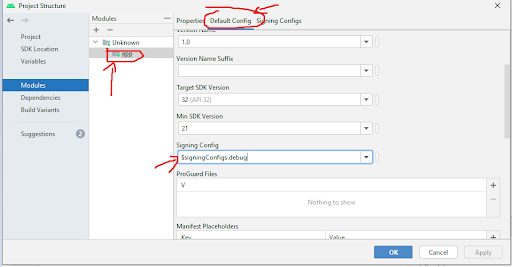 Project Structure
Project
SDK Location
Variables
Modules
Dependencies
Build Variants
Suggestions 2
Modules
Unknown
app
Properties Default Config Signing Configs
Version Name
1.0
Version Name Suffix
Target SDK Version
32 (API 32)
Min SDK Version
21
Signing Config
$signingConfigs.debug
ProGuard Files
V
Nothing to show
Manifest Placeholders
Key Value
OK Cancel Apply